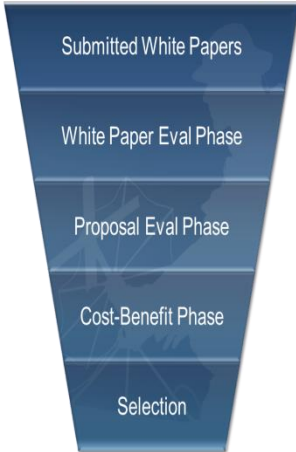 Submitted White Papers
White Paper Eval Phase
Proposal Eval Phase
Cost-Benefit Phase
Selection